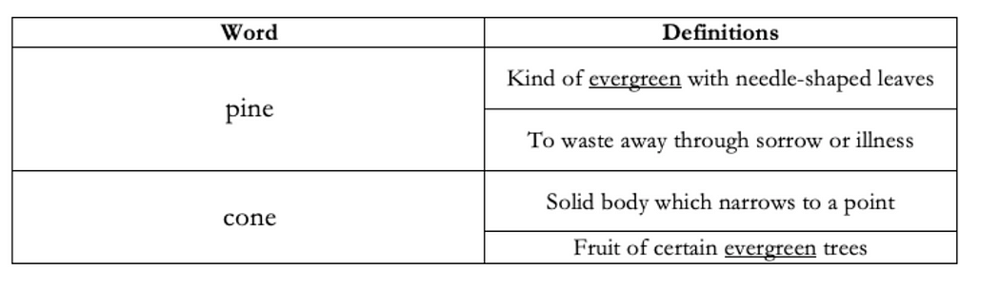 Word
Definitions
pine
Kind of evergreen with needle-shaped leaves
To waste away through sorrow or illness
cone
Solid body which narrows to a point
Fruit of certain evergreen trees